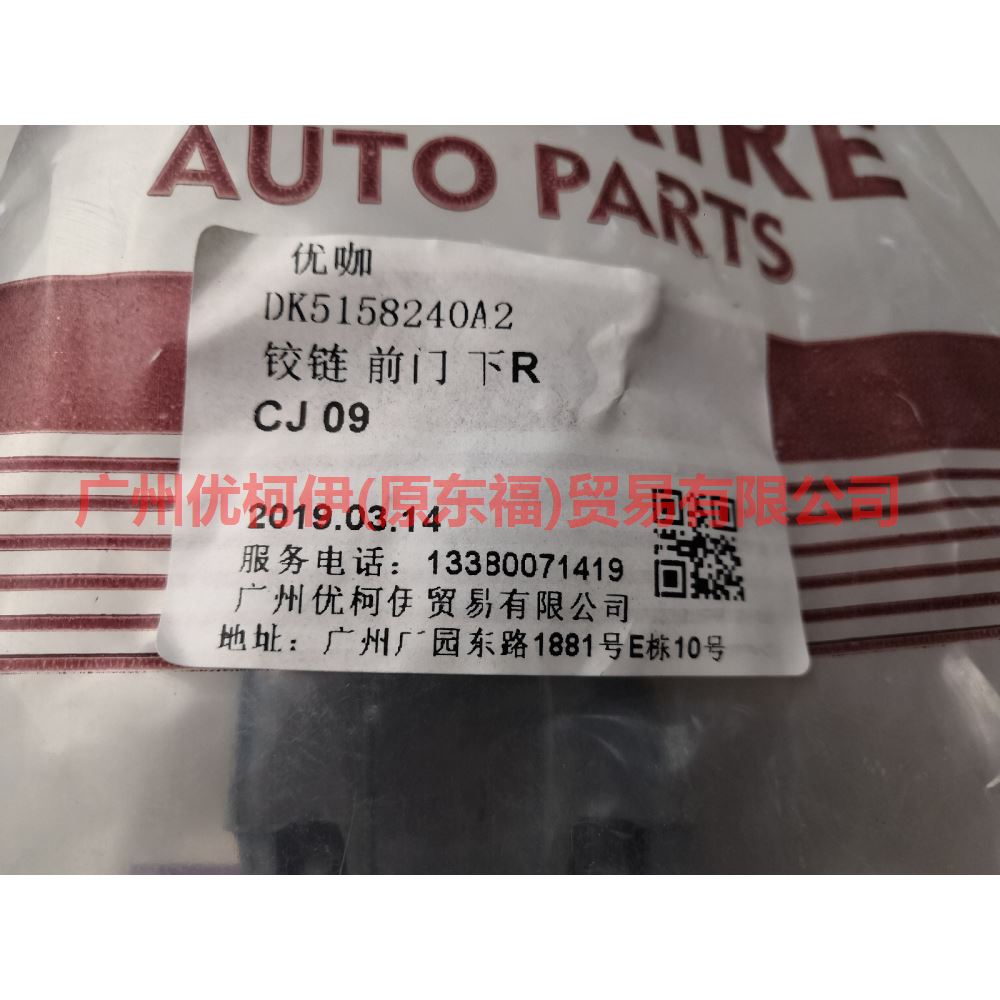 AUTO PARTS
优咖
DK5158240A2
铰链 前门 下R
CJ 09
广州优柯伊(原东福)贸易有限公司
2019.03.14
服务电话：13380071419
广州优柯伊贸易有限公司
地址：广州广园东路1881号E栋10号